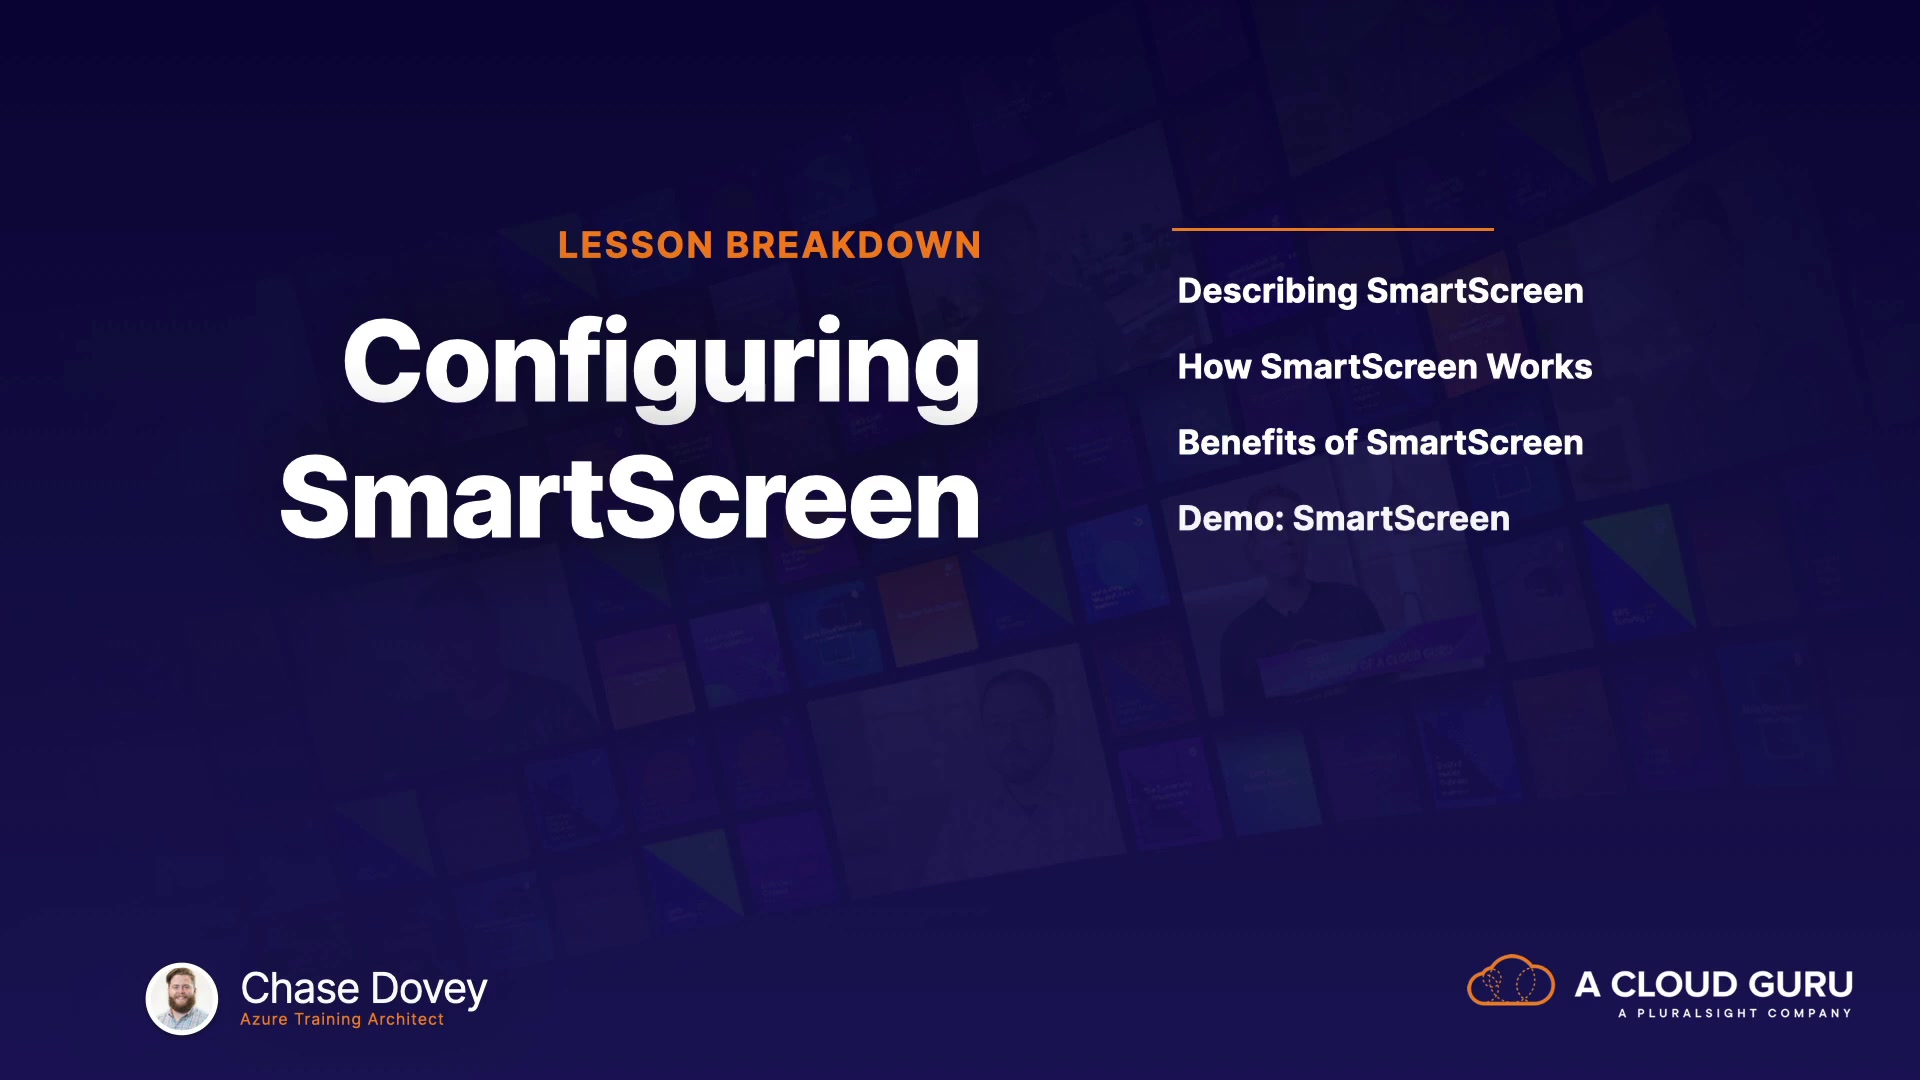 LESSON BREAKDOWN
Configuring
SmartScreen
Describing SmartScreen
How SmartScreen Works
Benefits of SmartScreen
Demo: SmartScreen
Chase Dovey
Azure Training Architect
A CLOUD GURU
A PLURALSIGHT COMPANY